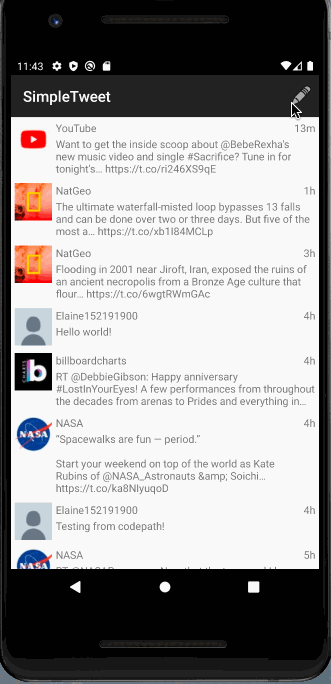 11:43
SimpleTweet
YouTube 13m
Want to get the inside scoop about @BebeRexha's
new music video and single #Sacrifice? Tune in for
tonight's… https://t.co/ri246XS9qE
NatGeo 1h
The ultimate waterfall-misted loop bypasses 13 falls
and can be done over two or three days. But five of the
most a… https://t.co/xb1I84MCLp
NatGeo 3h
Flooding in 2001 near Jiroft, Iran, exposed the ruins of
an ancient necropolis from a Bronze Age culture that
flour… https://t.co/6wgtRWmGAc
Elaine152191900 4h
Hello world!
billboardcharts 4h
RT @DebbieGibson: Happy anniversary
#LostInYourEyes! A few performances from throughout
the decades from arenas to Prides and everything in…
NASA 4h
“Spacewalks are fun — period.”
Start your weekend on top of the world as Kate
Rubins of @NASA_Astronauts &amp; Soichi…
https://t.co/ka8NIyuqoD
Elaine152191900 4h
Testing from codepath!
NASA 5h